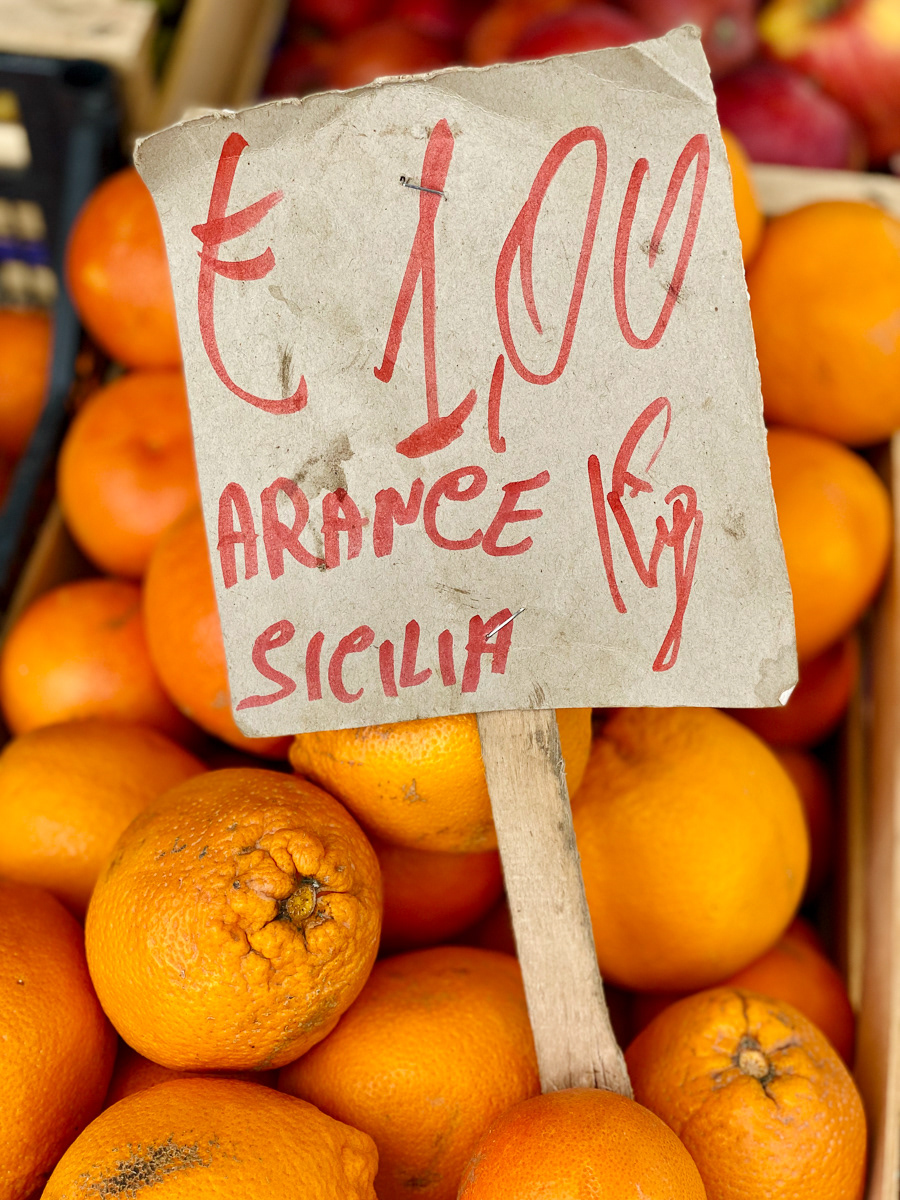 € 1,00
ARANCE Kg
SICILIA